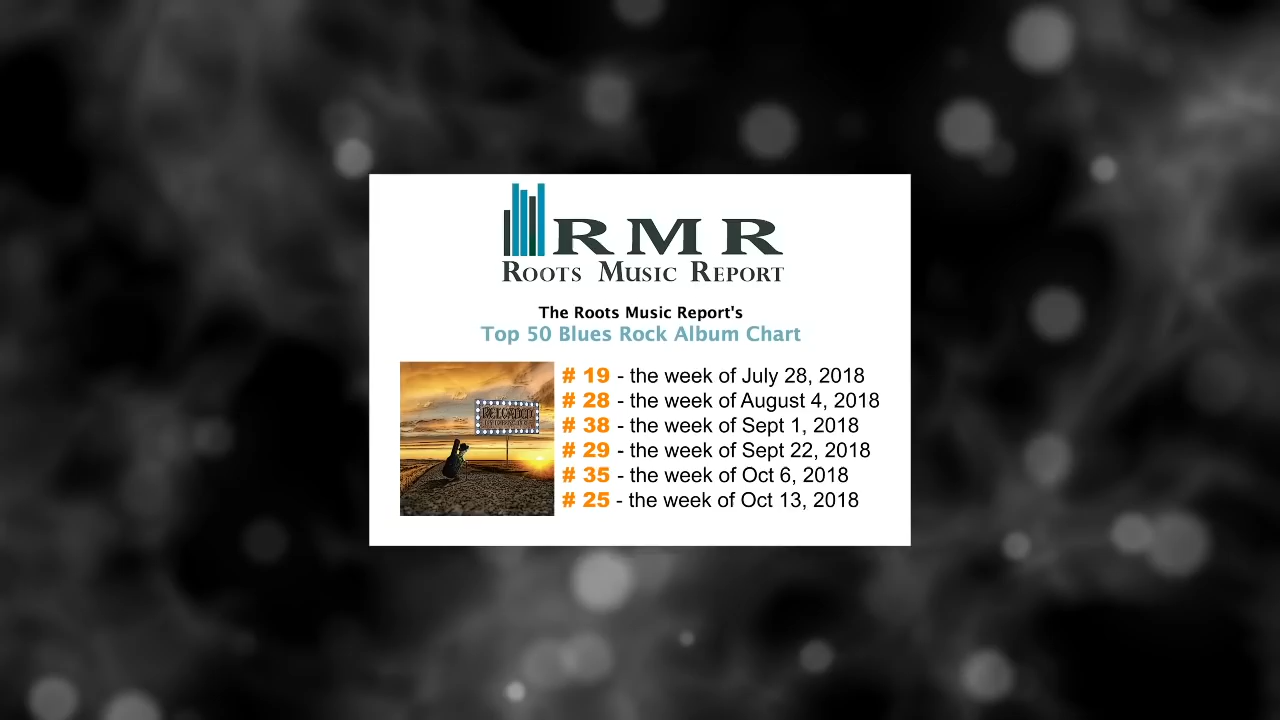 RMR
ROOTS MUSIC REPORT
The Roots Music Report's
Top 50 Blues Rock Album Chart
# 19 - the week of July 28, 2018
# 28 - the week of August 4, 2018
# 38 - the week of Sept 1, 2018
# 29 - the week of Sept 22, 2018
# 35 - the week of Oct 6, 2018
# 25 - the week of Oct 13, 2018